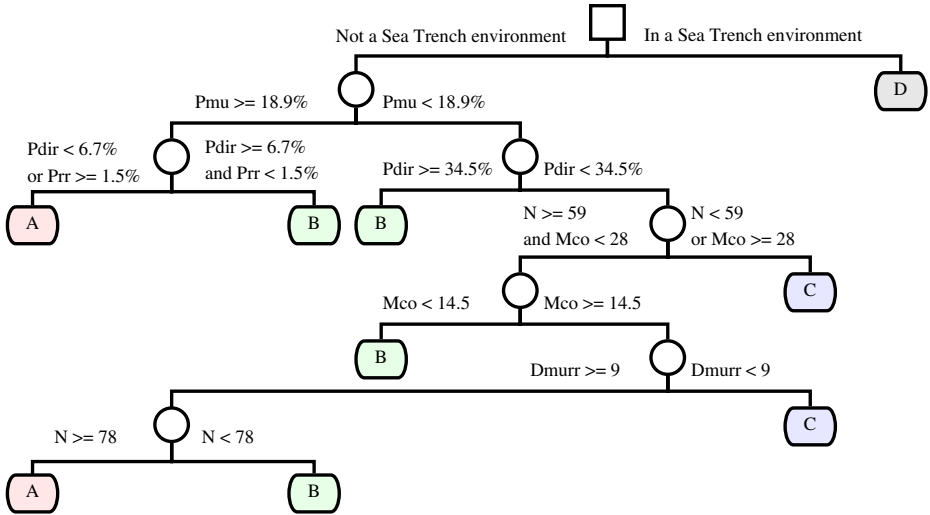 Not a Sea Trench environment
In a Sea Trench environment
D
Pmu >= 18.9%
Pmu < 18.9%
Pdir < 6.7%
or Prr >= 1.5%
Pdir >= 6.7%
and Prr < 1.5%
Pdir >= 34.5%
Pdir < 34.5%
A
B
B
N >= 59
and Mco < 28
N < 59
or Mco >= 28
C
Mco < 14.5
Mco >= 14.5
B
Dmurr >= 9
Dmurr < 9
C
N >= 78
N < 78
A
B